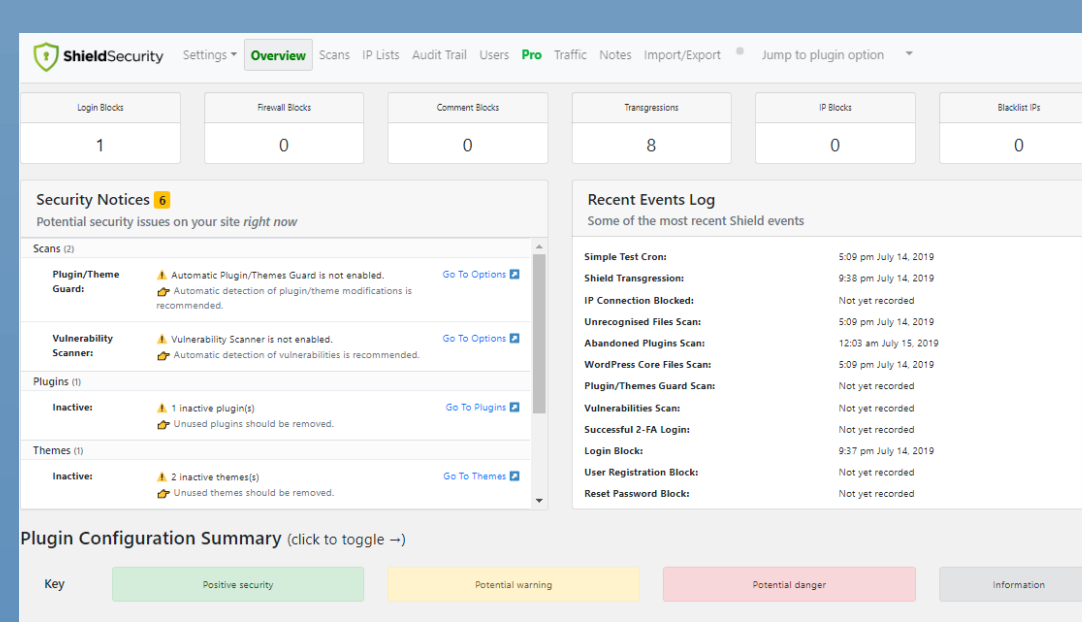 ShieldSecurity Settings Overview Scans IP Lists Audit Trail Users Pro Traffic Notes Import/Export Jump to plugin option
Login Blocks Firewall Blocks Comment Blocks Transgressions IP Blocks Blacklist IPs
1 0 0 8 0 0
Security Notices 6
Potential security issues on your site right now
Scans (2)
Plugin/Theme Guard:
Automatic Plugin/Themes Guard is not enabled.
Automatic detection of plugin/theme modifications is
recommended.
Go To Options
Vulnerability Scanner:
Vulnerability Scanner is not enabled.
Automatic detection of vulnerabilities is recommended.
Go To Options
Plugins (1)
Inactive:
1 inactive plugin(s)
Unused plugins should be removed.
Go To Plugins
Themes (1)
Inactive:
2 inactive themes(s)
Unused themes should be removed.
Go To Themes
Recent Events Log
Some of the most recent Shield events
Simple Test Cron: 5:09 pm July 14, 2019
Shield Transgression: 9:38 pm July 14, 2019
IP Connection Blocked: Not yet recorded
Unrecognised Files Scan: 5:09 pm July 14, 2019
Abandoned Plugins Scan: 12:03 am July 15, 2019
WordPress Core Files Scan: 5:09 pm July 14, 2019
Plugin/Themes Guard Scan: Not yet recorded
Vulnerabilities Scan: Not yet recorded
Successful 2-FA Login: Not yet recorded
Login Block: 9:37 pm July 14, 2019
User Registration Block: Not yet recorded
Reset Password Block: Not yet recorded
Plugin Configuration Summary (click to toggle →)
Key Positive security Potential warning Potential danger Information